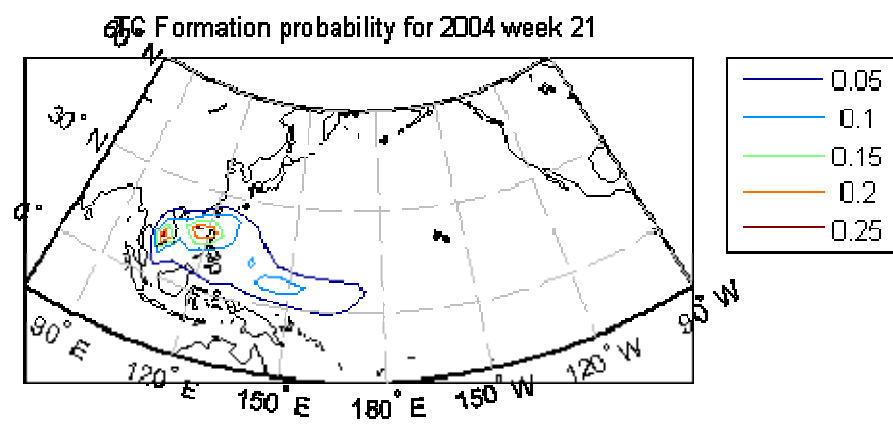 TC Formation probability for 2004 week 21
60° N
30° N
0°
90° E
120° E
150° E
180° E
150° W
120° W
90° W
0.05
0.1
0.15
0.2
0.25